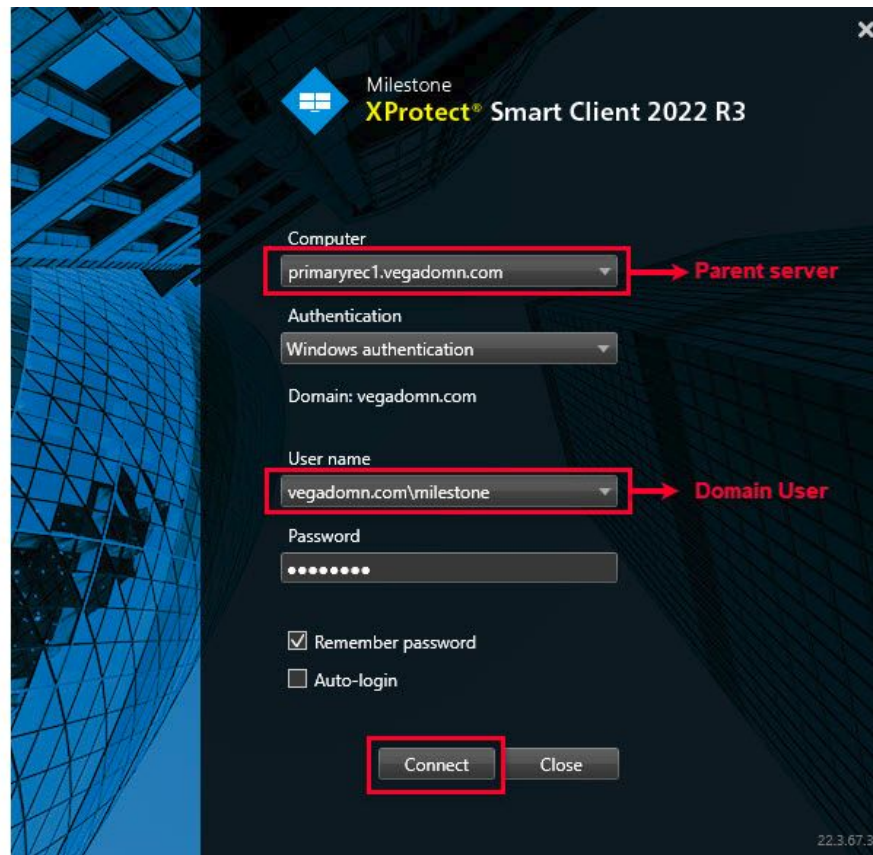 Milestone
XProtect® Smart Client 2022 R3
Computer
primaryrec1.vegadomn.com
Parent server
Authentication
Windows authentication
Domain: vegadomn.com
User name
vegadomn.com\milestone
Domain User
Password
Remember password
Auto-login
Connect
Close
22.3.67.3